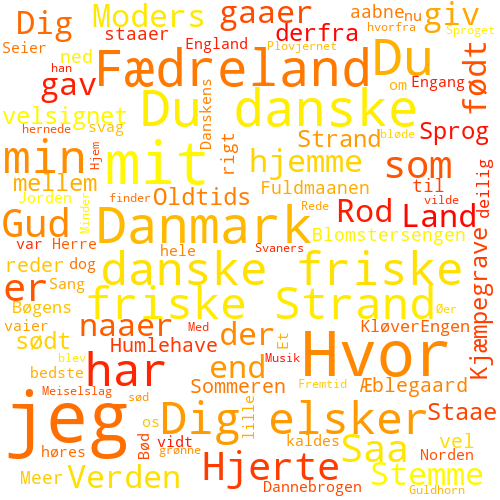 Dig Moders gaaer aabne nu giv
Seier ned staaer England derfra hvorfra Sproget
Plovjernet
han gav Fædreland Du Engang født
velsignet Du danske om
hernede svag Danskens Strand bløde Sprog
min mit rigt hjemme deilig
Hjem
mellem Oldtids Fuldmaanen til
Jorden Vinder finder Rede vilde
Gud Danmark Rod Land
var Herre hele Svaners Blomstersengen
er reder dog danske friske
Sang
Bøgens friske Strand Øer Kjæmpegrave
vaier naaer Med der Et KløverEngen
sødt Humlehave Hvor
bedste blev har end Musik Norden
Meiselslag Sommeren Fremtid Æblegaard
jeg sød Dig elsker Staae
os lille
høres Bød vidt grønne kaldes Saa vel
Meer Verden Hjerte Stemme
Dannebrogen Guldhorn
som